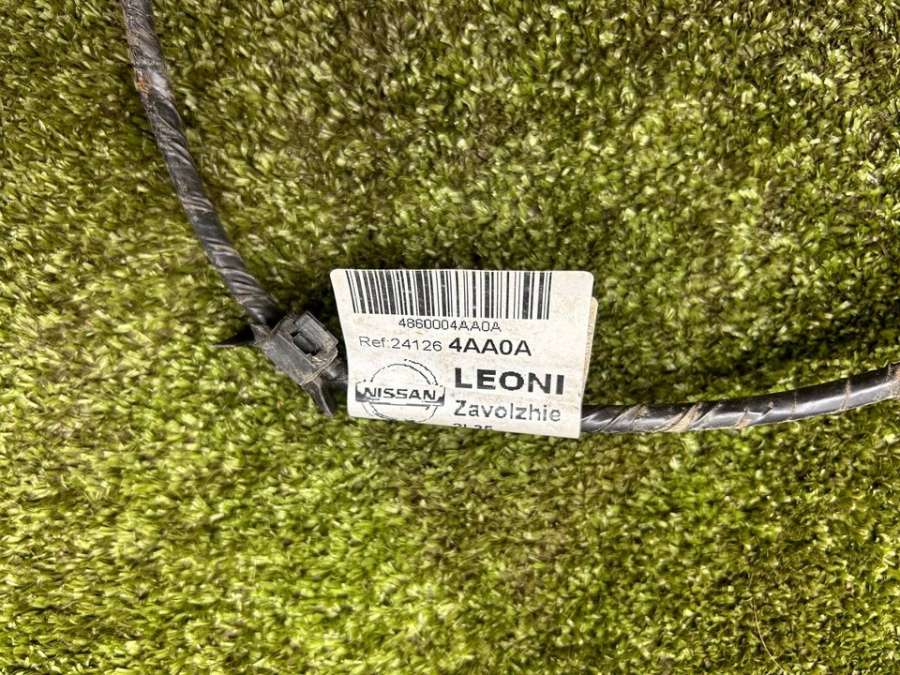 4860004AA0A
Ref:24126 4AA0A
LEONI
NISSAN
Zavolzhie